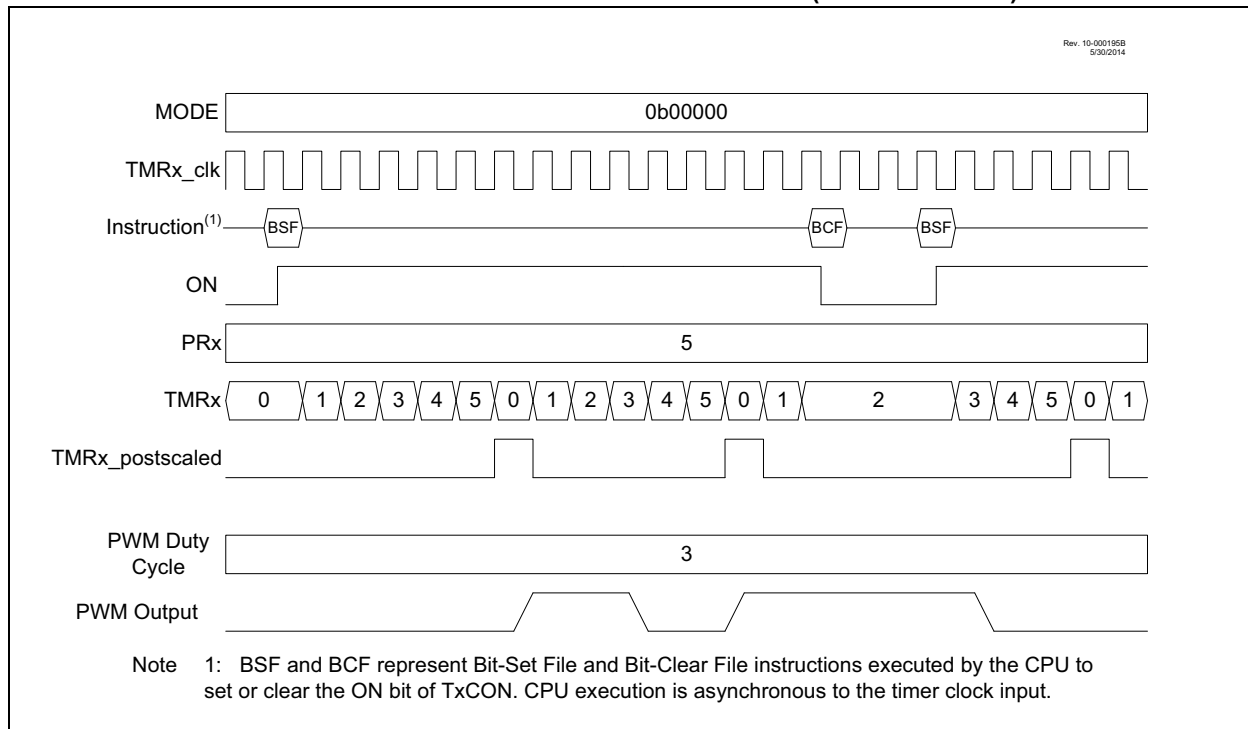 Rev. 10-000195B
5/30/2014
MODE 0b00000
TMRx_clk
Instruction(1) BSF BCF BSF
ON
PRx 5
TMRx 0 1 2 3 4 5 0 1 2 3 4 5 0 1 2 3 4 5 0 1
TMRx_postscaled
PWM Duty
Cycle
3
PWM Output
Note 1: BSF and BCF represent Bit-Set File and Bit-Clear File instructions executed by the CPU to
set or clear the ON bit of TxCON. CPU execution is asynchronous to the timer clock input.